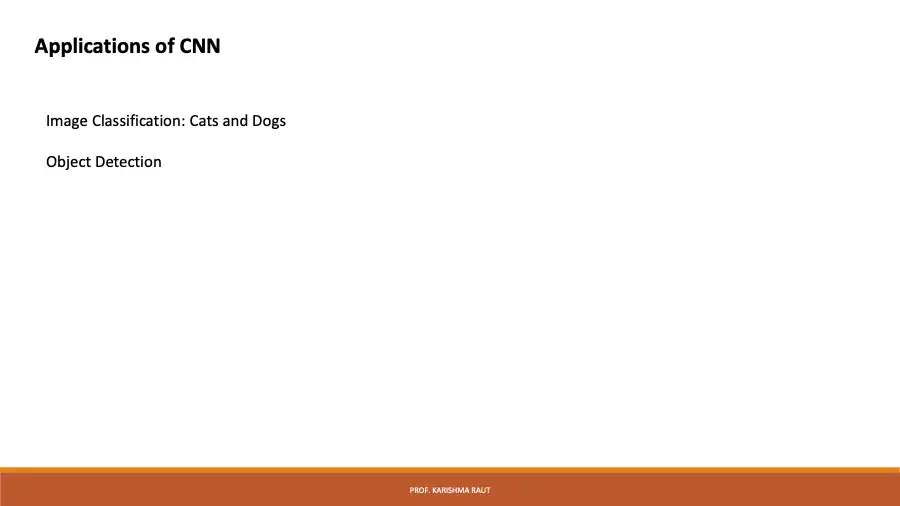 Applications of CNN
Image Classification: Cats and Dogs
Object Detection
PROF. KARISHMA RAUT